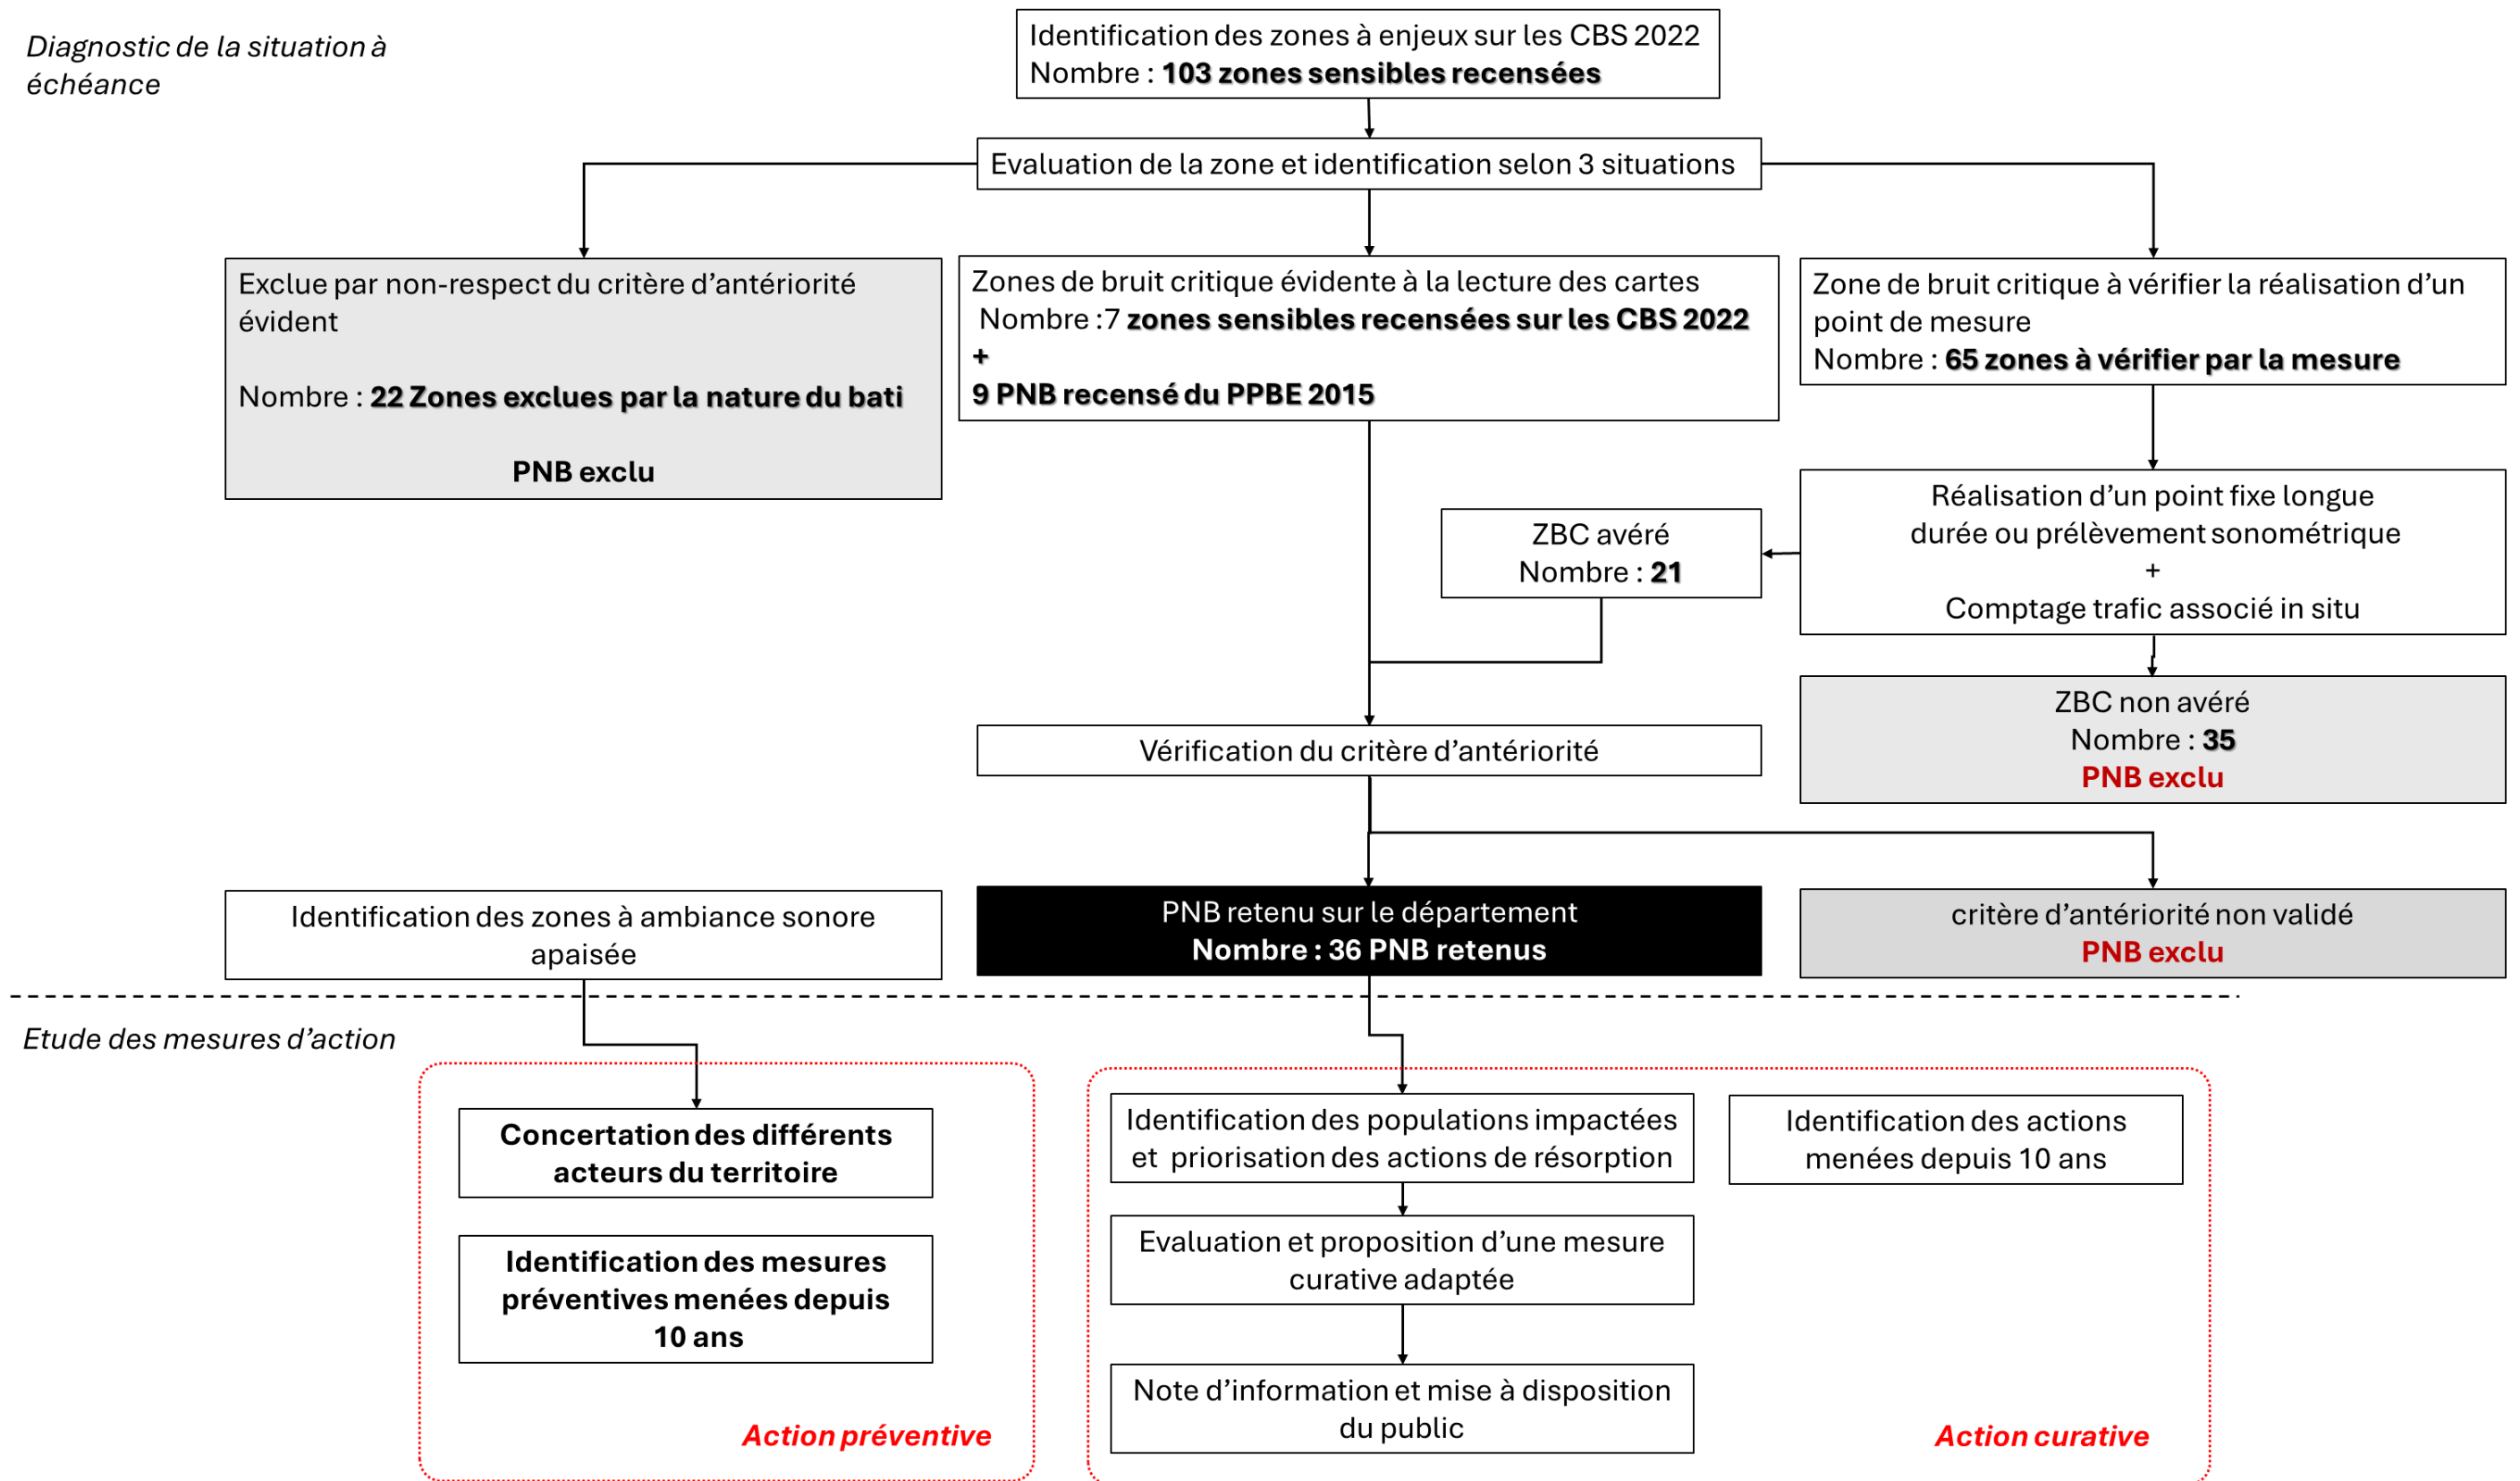 Diagnostic de la situation à
échéance
Identification des zones à enjeux sur les CBS 2022
Nombre : 103 zones sensibles recensées
Evaluation de la zone et identification selon 3 situations
Exclue par non-respect du critère d’antériorité
évident
Nombre : 22 Zones exclues par la nature du bati
PNB exclu
Zones de bruit critique évidente à la lecture des cartes
Nombre :7 zones sensibles recensées sur les CBS 2022
+
9 PNB recensé du PPBE 2015
Zone de bruit critique à vérifier la réalisation d’un
point de mesure
Nombre : 65 zones à vérifier par la mesure
Réalisation d’un point fixe longue
durée ou prélèvement sonométrique
+
Comptage trafic associé in situ
ZBC avéré
Nombre : 21
ZBC non avéré
Nombre : 35
PNB exclu
Vérification du critère d’antériorité
Identification des zones à ambiance sonore
apaisée
PNB retenu sur le département
Nombre : 36 PNB retenus
critère d’antériorité non validé
PNB exclu
Etude des mesures d’action
Concertation des différents
acteurs du territoire
Identification des mesures
préventives menées depuis
10 ans
Action préventive
Identification des populations impactées
et priorisation des actions de résorption
Identification des actions
menées depuis 10 ans
Evaluation et proposition d’une mesure
curative adaptée
Note d’information et mise à disposition
du public
Action curative